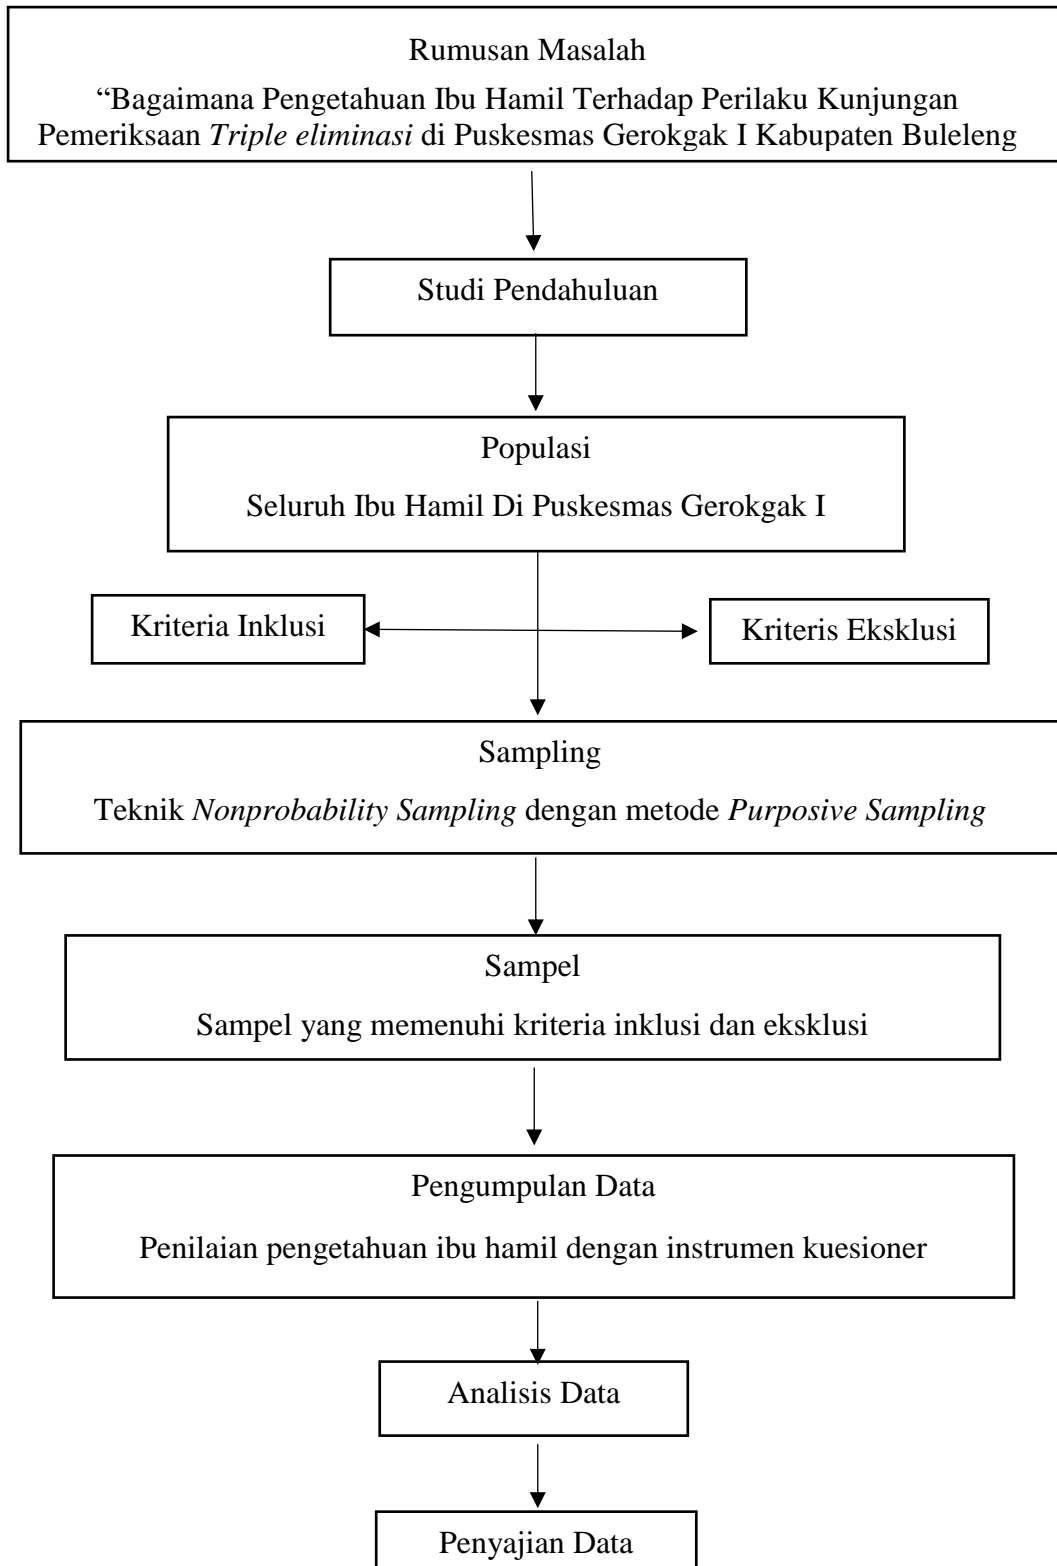 Rumusan Masalah
“Bagaimana Pengetahuan Ibu Hamil Terhadap Perilaku Kunjungan
Pemeriksaan Triple eliminasi di Puskesmas Gerokgak I Kabupaten Buleleng
Studi Pendahuluan
Populasi
Seluruh Ibu Hamil Di Puskesmas Gerokgak I
Kriteria Inklusi
Kriteris Eksklusi
Sampling
Teknik Nonprobability Sampling dengan metode Purposive Sampling
Sampel
Sampel yang memenuhi kriteria inklusi dan eksklusi
Pengumpulan Data
Penilaian pengetahuan ibu hamil dengan instrumen kuesioner
Analisis Data
Penyajian Data